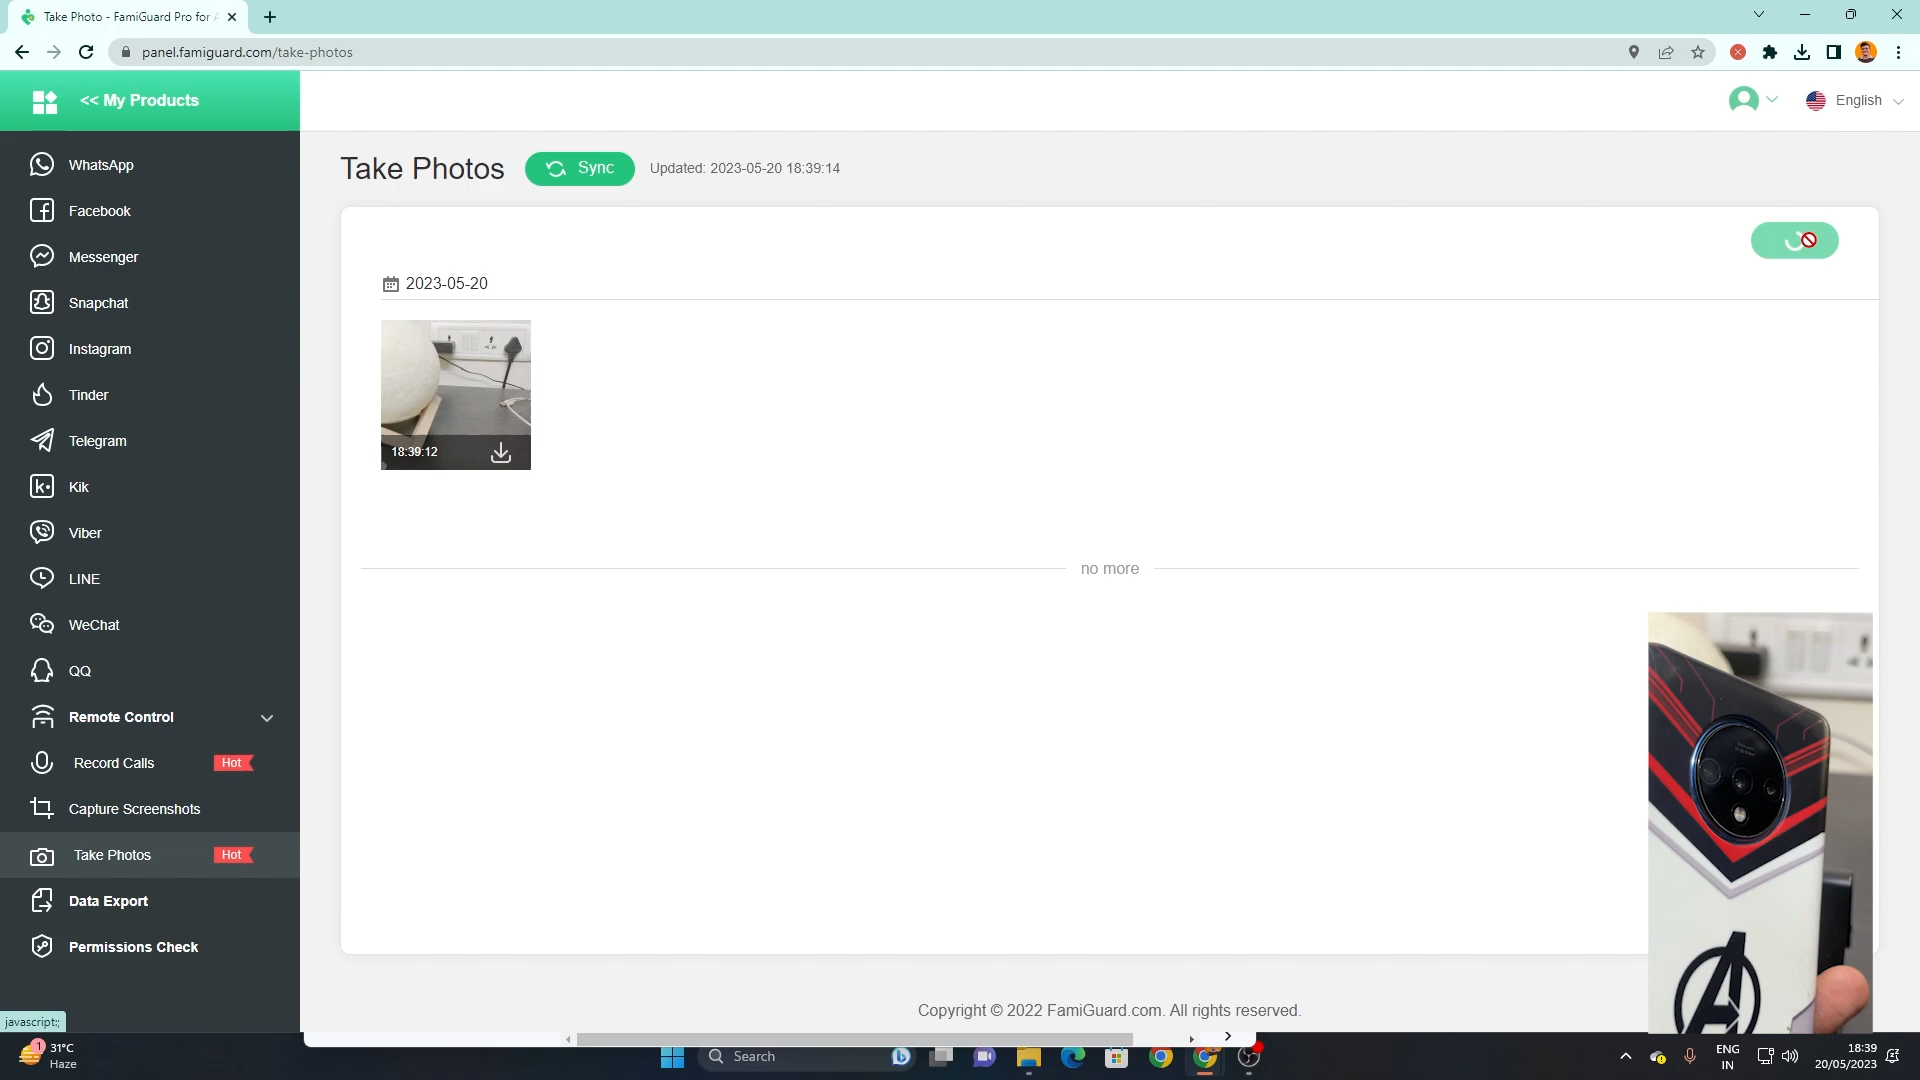 Take Photo - FamiGuard Pro for A
panel.famiguard.com/take-photos
<< My Products
English
WhatsApp
Facebook
Messenger
Snapchat
Instagram
Tinder
Telegram
Kik
Viber
LINE
WeChat
QQ
Remote Control
Record Calls Hot
Capture Screenshots
Take Photos Hot
Data Export
Permissions Check
Take Photos
Sync
Updated: 2023-05-20 18:39:14
2023-05-20
18:39:12
no more
Copyright © 2022 FamiGuard.com. All rights reserved.
javascript:;
1
31°C
Haze
Search
ENG
IN
18:39
20/05/2023